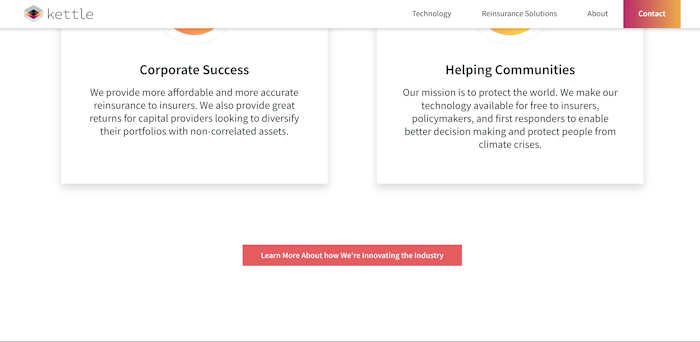 kettle
Technology
Reinsurance Solutions
About
Contact
Corporate Success
We provide more affordable and more accurate
reinsurance to insurers. We also provide great
returns for capital providers looking to diversify
their portfolios with non-correlated assets.
Helping Communities
Our mission is to protect the world. We make our
technology available for free to insurers,
policymakers, and first responders to enable
better decision making and protect people from
climate crises.
Learn More About how We're Innovating the Industry